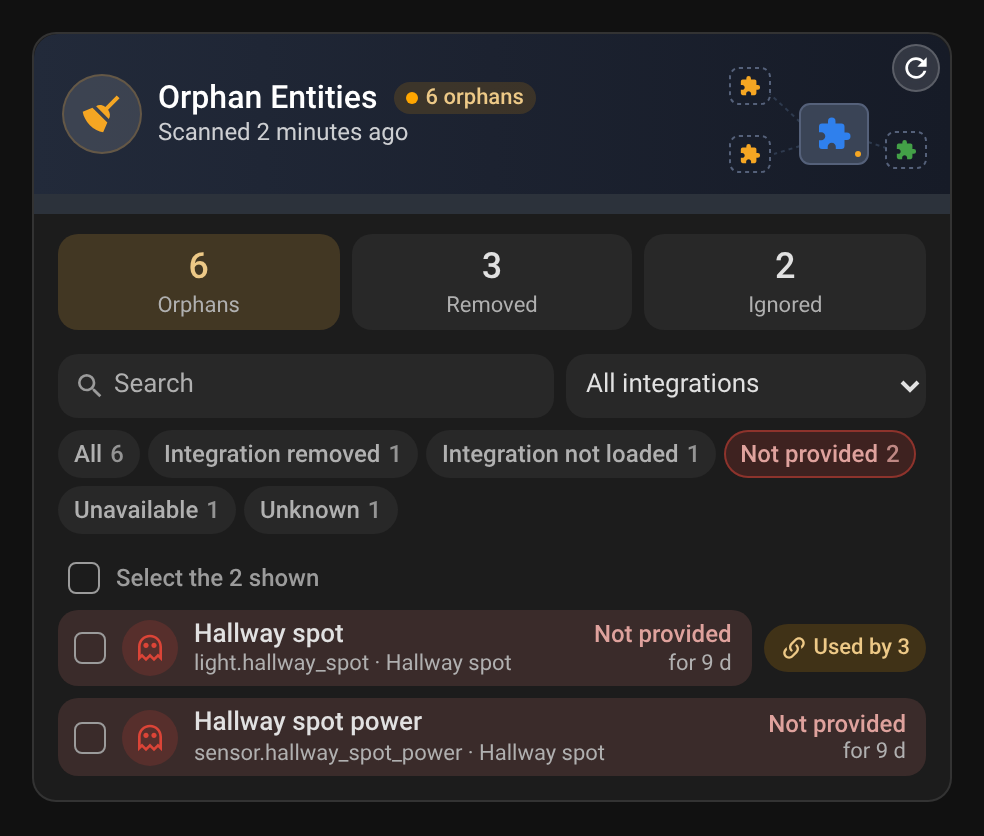 Orphan Entities 6 orphans
Scanned 2 minutes ago
6 3 2
Orphans Removed Ignored
Search All integrations
All 6 Integration removed 1 Integration not loaded 1 Not provided 2
Unavailable 1 Unknown 1
Select the 2 shown
Hallway spot Not provided
light.hallway_spot · Hallway spot for 9 d
Used by 3
Hallway spot power Not provided
sensor.hallway_spot_power · Hallway spot for 9 d